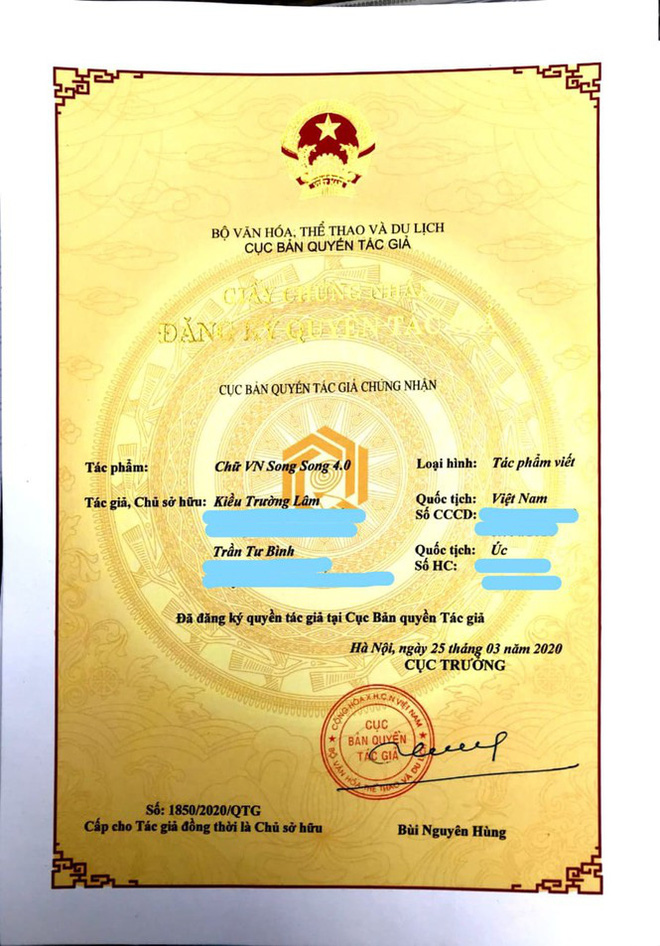 BỘ VĂN HÓA, THỂ THAO VÀ DU LỊCH
CỤC BẢN QUYỀN TÁC GIẢ
GIẤY CHỨNG NHẬN
ĐĂNG KÝ QUYỀN TÁC GIẢ
CỤC BẢN QUYỀN TÁC GIẢ CHỨNG NHẬN
Tác phẩm: Chữ VN Song Song 4.0 Loại hình: Tác phẩm viết
Tác giả, Chủ sở hữu: Kiều Trường Lâm Quốc tịch: Việt Nam
Số CCCD:
Trần Tư Bình Quốc tịch: Úc
Số HC:
Đã đăng ký quyền tác giả tại Cục Bản quyền Tác giả
Hà Nội, ngày 25 tháng 03 năm 2020
CỤC TRƯỞNG
CỘNG HÒA X.H.C.N VIỆT NAM
CỤC
BẢN QUYỀN
TÁC GIẢ
BỘ VĂN HÓA, THỂ THAO VÀ DU LỊCH
Số: 1850/2020/QTG
Cấp cho Tác giả đồng thời là Chủ sở hữu
Bùi Nguyên Hùng